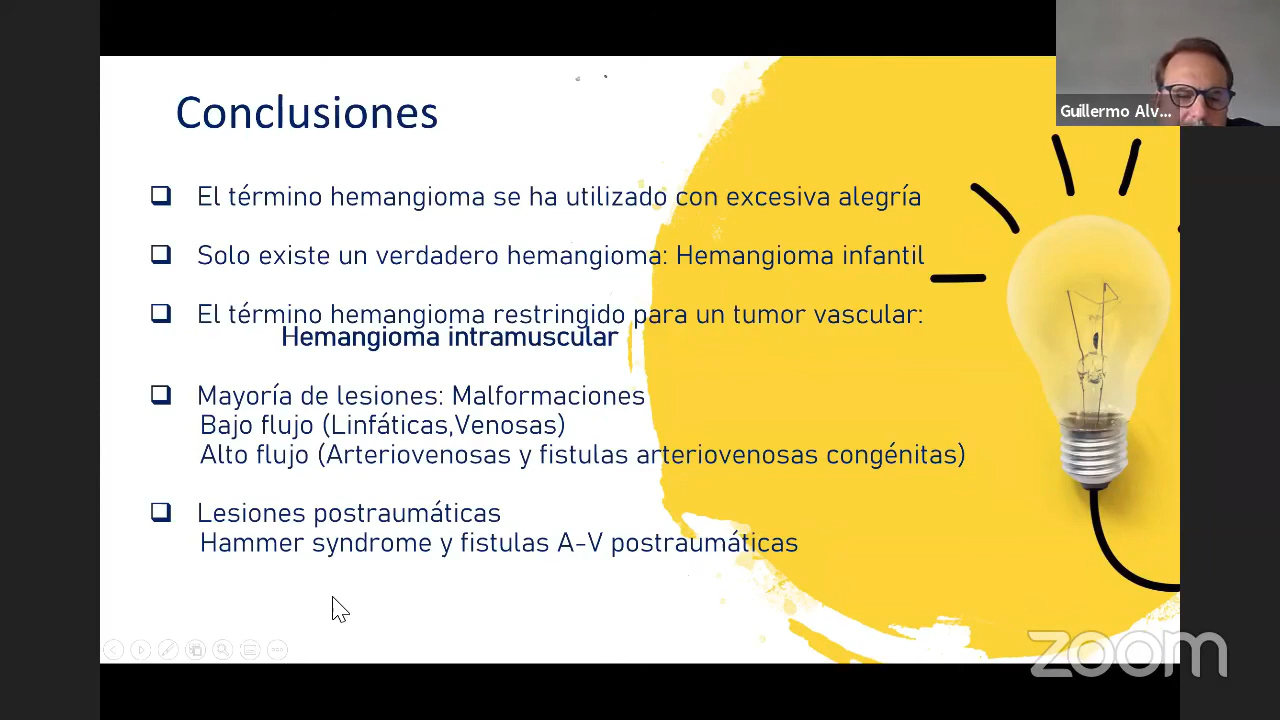 Conclusiones
Guillermo Alv...
El término hemangioma se ha utilizado con excesiva alegría
Solo existe un verdadero hemangioma: Hemangioma infantil
El término hemangioma restringido para un tumor vascular:
Hemangioma intramuscular
Mayoría de lesiones: Malformaciones
Bajo flujo (Linfáticas,Venosas)
Alto flujo (Arteriovenosas y fistulas arteriovenosas congénitas)
Lesiones postraumáticas
Hammer syndrome y fistulas A-V postraumáticas
zoom